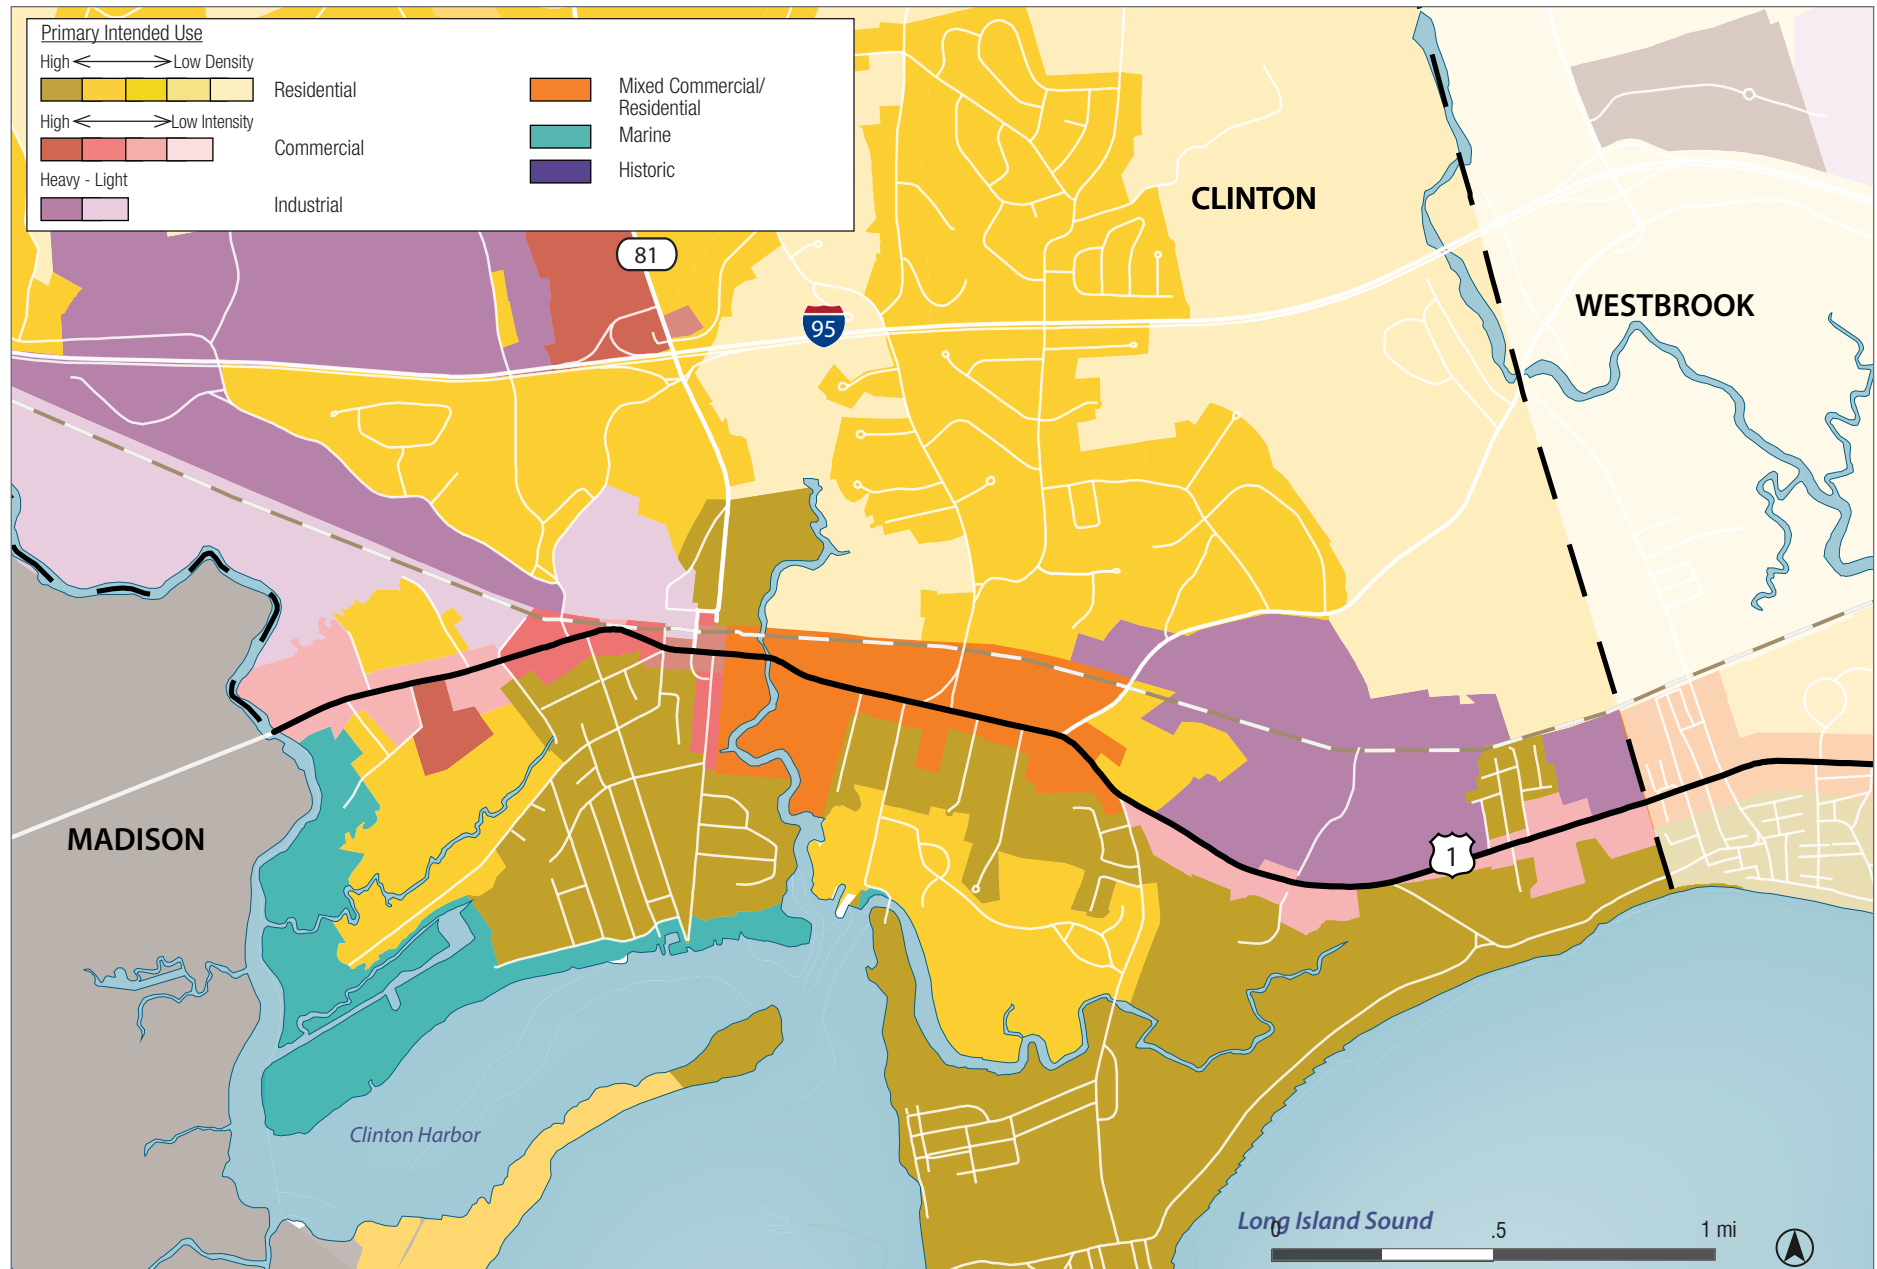 Primary Intended Use
High Low Density
Residential
High Low Intensity
Commercial
Heavy - Light
Industrial
Mixed Commercial/
Residential
Marine
Historic
81
95
CLINTON
WESTBROOK
MADISON
1
Clinton Harbor
Long Island Sound
0 .5 1 mi